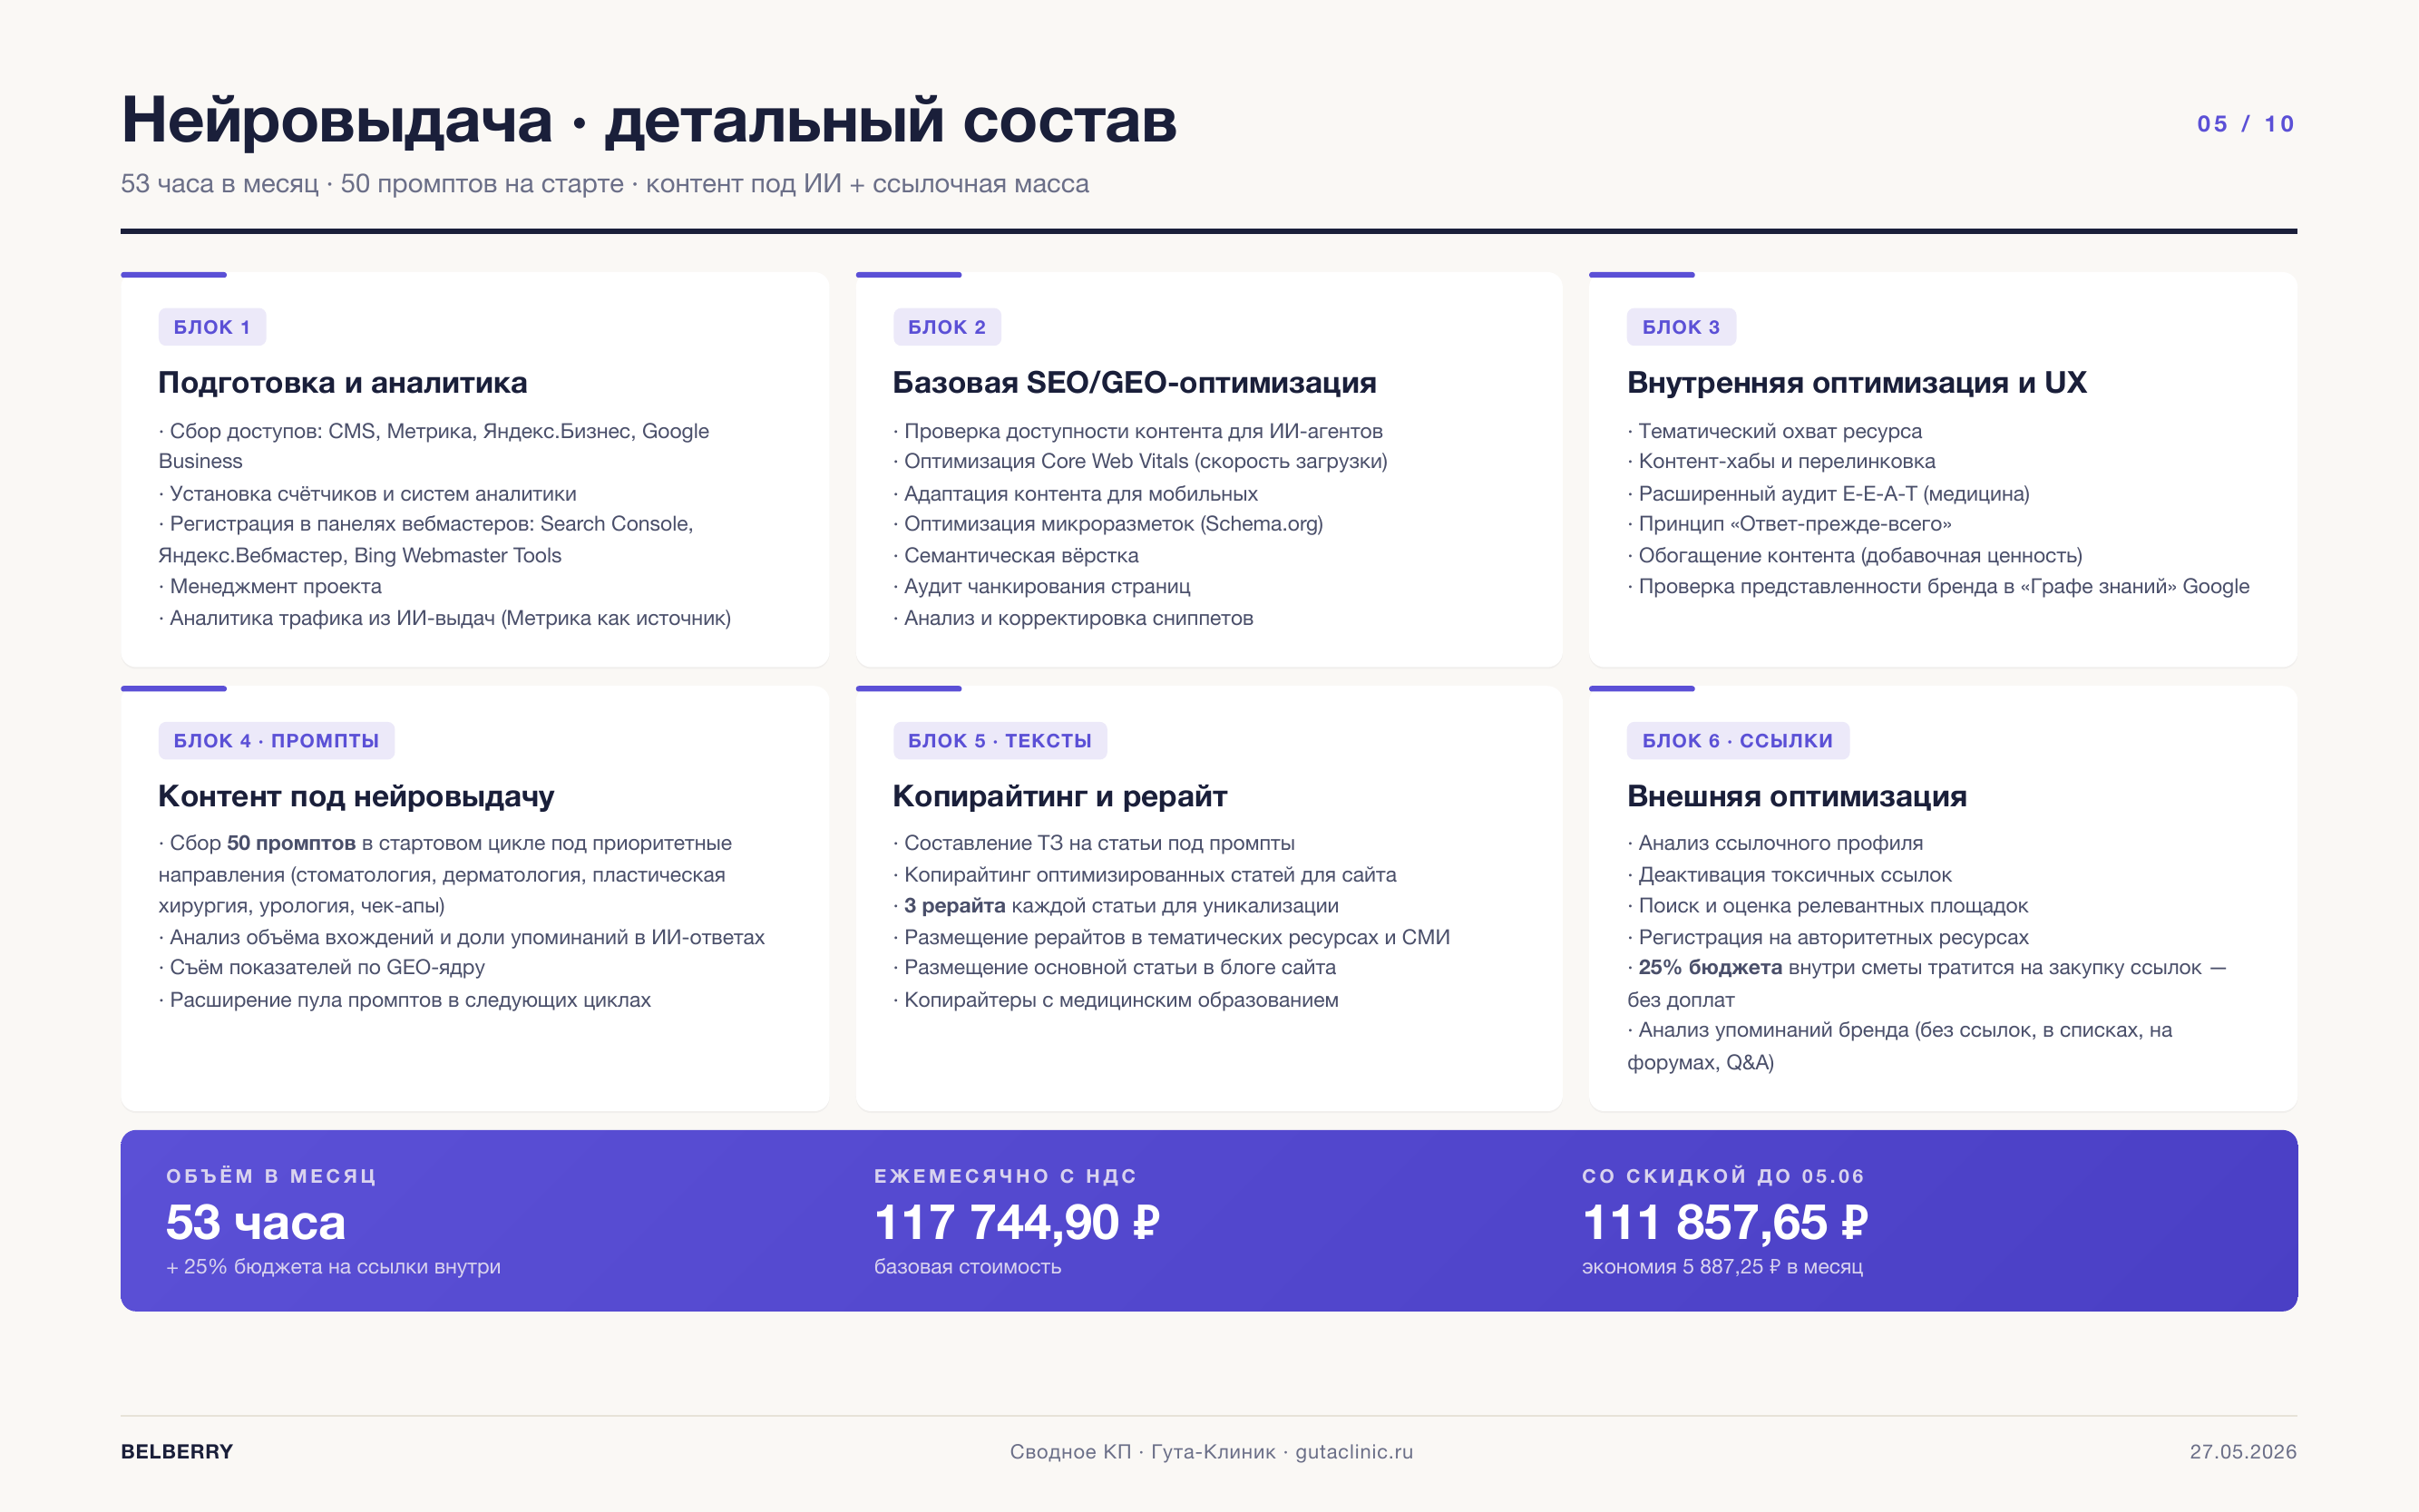 Нейровыдача · детальный состав
05 / 10
53 часа в месяц · 50 промптов на старте · контент под ИИ + ссылочная масса
БЛОК 1
Подготовка и аналитика
· Сбор доступов: CMS, Метрика, Яндекс.Бизнес, Google
Business
· Установка счётчиков и систем аналитики
· Регистрация в панелях вебмастеров: Search Console,
Яндекс.Вебмастер, Bing Webmaster Tools
· Менеджмент проекта
· Аналитика трафика из ИИ-выдач (Метрика как источник)
БЛОК 2
Базовая SEO/GEO-оптимизация
· Проверка доступности контента для ИИ-агентов
· Оптимизация Core Web Vitals (скорость загрузки)
· Адаптация контента для мобильных
· Оптимизация микроразметок (Schema.org)
· Семантическая вёрстка
· Аудит чанкирования страниц
· Анализ и корректировка сниппетов
БЛОК 3
Внутренняя оптимизация и UX
· Тематический охват ресурса
· Контент-хабы и перелинковка
· Расширенный аудит E-E-A-T (медицина)
· Принцип «Ответ-прежде-всего»
· Обогащение контента (добавочная ценность)
· Проверка представленности бренда в «Графе знаний» Google
БЛОК 4 · ПРОМПТЫ
Контент под нейровыдачу
· Сбор 50 промптов в стартовом цикле под приоритетные
направления (стоматология, дерматология, пластическая
хирургия, урология, чек-апы)
· Анализ объёма вхождений и доли упоминаний в ИИ-ответах
· Съём показателей по GEO-ядру
· Расширение пула промптов в следующих циклах
БЛОК 5 · ТЕКСТЫ
Копирайтинг и рерайт
· Составление ТЗ на статьи под промпты
· Копирайтинг оптимизированных статей для сайта
· 3 рерайта каждой статьи для уникализации
· Размещение рерайтов в тематических ресурсах и СМИ
· Размещение основной статьи в блоге сайта
· Копирайтеры с медицинским образованием
БЛОК 6 · ССЫЛКИ
Внешняя оптимизация
· Анализ ссылочного профиля
· Деактивация токсичных ссылок
· Поиск и оценка релевантных площадок
· Регистрация на авторитетных ресурсах
· 25% бюджета внутри сметы тратится на закупку ссылок —
без доплат
· Анализ упоминаний бренда (без ссылок, в списках, на
форумах, Q&A)
ОБЪЁМ В МЕСЯЦ
53 часа
+ 25% бюджета на ссылки внутри
ЕЖЕМЕСЯЧНО С НДС
117 744,90 ₽
базовая стоимость
СО СКИДКОЙ ДО 05.06
111 857,65 ₽
экономия 5 887,25 ₽ в месяц
BELBERRY
Сводное КП · Гута-Клиник · gutaclinic.ru
27.05.2026